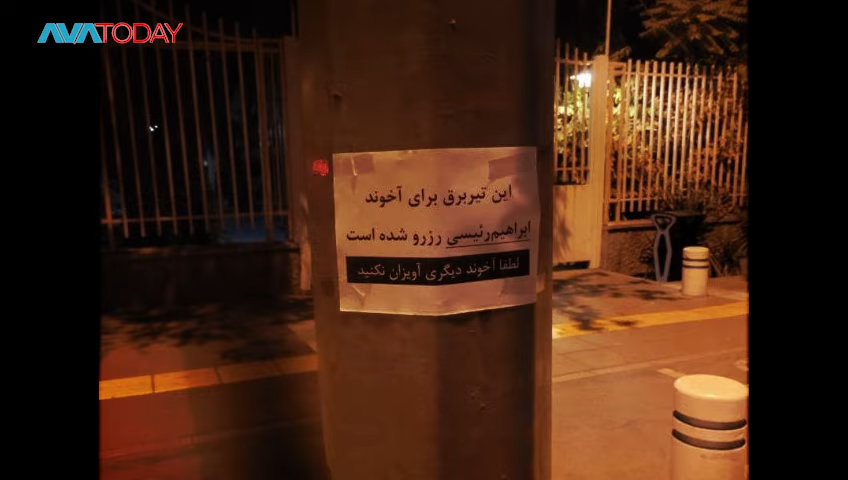 AVATODAY
این تیربرق برای آخوند
ابراهیم‌رئیسی رزرو شده است
لطفا آخوند دیگری آویزان نکنید